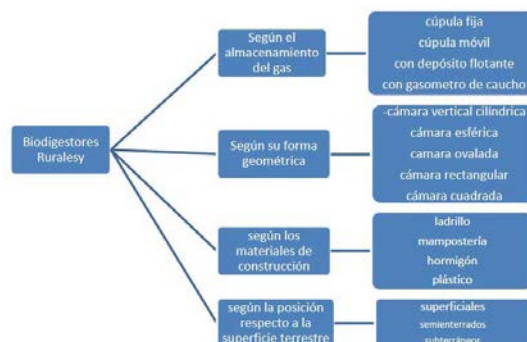 Biodigestores
Ruralesy
Según el
almacenamiento
del gas
cúpula fija
cúpula móvil
con depósito flotante
con gasometro de caucho
Según su forma
geométrica
-cámara vertical cilíndrica
cámara esférica
camara ovalada
cámara rectangular
cámara cuadrada
según los
materiales de
construcción
ladrillo
mampostería
hormigón
plástico
según la posición
respecto a la
superficie terrestre
superficiales
semienterrados
subterráneos